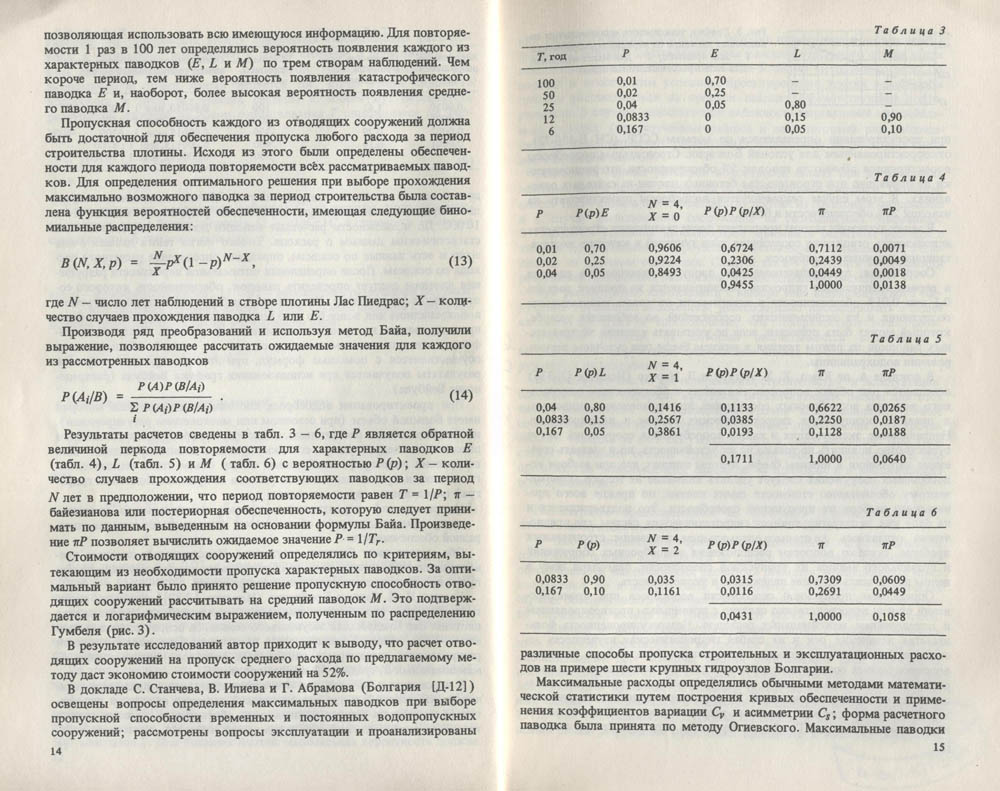 позволяющая использовать всю имеющуюся информацию. Для повторяе-
мости 1 раз в 100 лет определялись вероятность появления каждого из
характерных паводков (E, L и M) по трем створам наблюдений. Чем
короче период, тем ниже вероятность появления катастрофического
паводка E и, наоборот, более высокая вероятность появления средне-
го паводка M.
Пропускная способность каждого из отводящих сооружений должна
быть достаточной для обеспечения пропуска любого расхода за период
строительства плотины. Исходя из этого были определены обеспечен-
ности для каждого периода повторяемости всех рассматриваемых павод-
ков. Для определения оптимального решения при выборе прохождения
максимально возможного паводка за период строительства была состав-
лена функция вероятностей обеспеченности, имеющая следующие бино-
миальные распределения:
B (N, X, p) = N/X p^X (1 – p)^N–X, (13)
где N – число лет наблюдений в створе плотины Лас Пиедрас; X – коли-
чество случаев прохождения паводка L или E.
Производя ряд преобразований и используя метод Байа, получили
выражение, позволяющее рассчитать ожидаемые значения для каждого
из рассмотренных паводков
P (Ai/B) = P (A) P (B/Ai) / Σ i P (Ai) P (B/Ai) . (14)
Результаты расчетов сведены в табл. 3 – 6, где P является обратной
величиной перкода повторяемости для характерных паводков E
(табл. 4), L (табл. 5) и M ( табл. 6) с вероятностью P (p); X – коли-
чество случаев прохождения соответствующих паводков за период
N лет в предположении, что период повторяемости равен T = 1/P; π –
байезианова или постериорная обеспеченность, которую следует прини-
мать по данным, выведенным на основании формулы Байа. Произведе-
ние πP позволяет вычислить ожидаемое значение P = 1/Tr.
Стоимости отводящих сооружений определялись по критериям, вы-
текающим из необходимости пропуска характерных паводков. За опти-
мальный вариант было принято решение пропускную способность отво-
дящих сооружений рассчитывать на средний паводок M. Это подтверж-
дается и логарифмическим выражением, полученным по распределению
Гумбеля (рис. 3).
В результате исследований автор приходит к выводу, что расчет отво-
дящих сооружений на пропуск среднего расхода по предлагаемому ме-
тоду даст экономию стоимости сооружений на 52%.
В докладе С. Станчева, В. Илиева и Г. Абрамова (Болгария [Д-12])
освещены вопросы определения максимальных паводков при выборе
пропускной способности временных и постоянных водопропускных
сооружений; рассмотрены вопросы эксплуатации и проанализированы
14
Таблица 3
T, год P E L M
100 0,01 0,70 – –
50 0,02 0,25 – –
25 0,04 0,05 0,80 –
12 0,0833 0 0,15 0,90
6 0,167 0 0,05 0,10
Таблица 4
P P (p) E N = 4, X = 0 P (p) P (p/X) π πP
0,01 0,70 0,9606 0,6724 0,7112 0,0071
0,02 0,25 0,9224 0,2306 0,2439 0,0049
0,04 0,05 0,8493 0,0425 0,0449 0,0018
0,9455 1,0000 0,0138
Таблица 5
P P (p) L N = 4, X = 1 P (p) P (p/X) π πP
0,04 0,80 0,1416 0,1133 0,6622 0,0265
0,0833 0,15 0,2567 0,0385 0,2250 0,0187
0,167 0,05 0,3861 0,0193 0,1128 0,0188
0,1711 1,0000 0,0640
Таблица 6
P P (p) N = 4, X = 2 P (p) P (p/X) π πP
0,0833 0,90 0,035 0,0315 0,7309 0,0609
0,167 0,10 0,1161 0,0116 0,2691 0,0449
0,0431 1,0000 0,1058
различные способы пропуска строительных и эксплуатационных расхо-
дов на примере шести крупных гидроузлов Болгарии.
Максимальные расходы определялись обычными методами математи-
ческой статистики путем построения кривых обеспеченности и приме-
нения коэффициентов вариации Cv и асимметрии Cs; форма расчетного
паводка была принята по методу Огиевского. Максимальные паводки
15